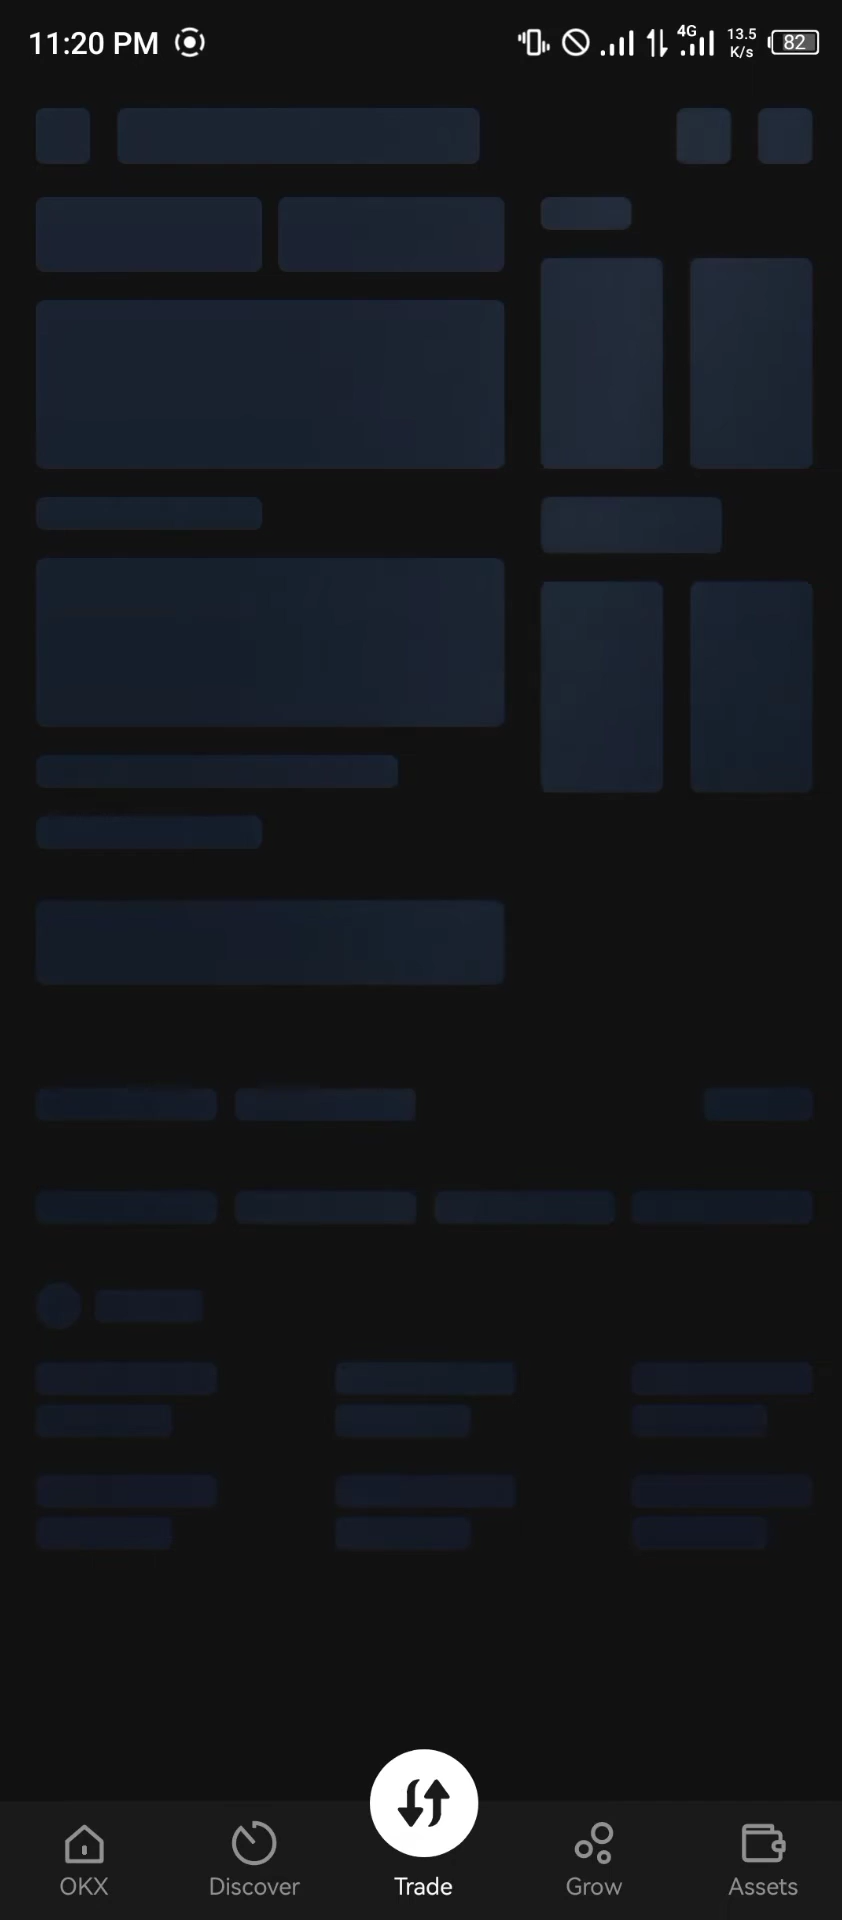 11:20 PM
4G
13.5
K/s
82
OKX
Discover
Trade
Grow
Assets